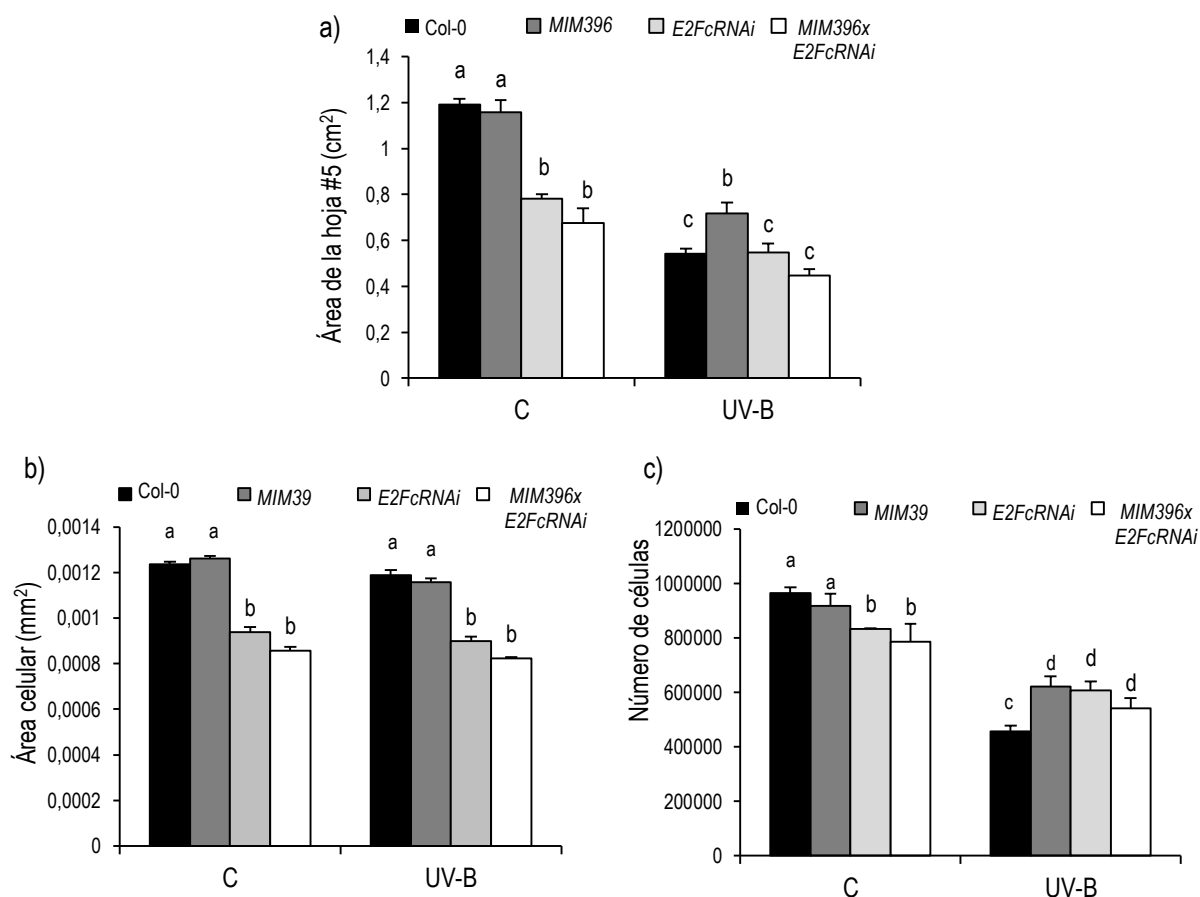 a)
Col-0 MIM396 E2FcRNAi MIM396x
E2FcRNAi
Área de la hoja #5 (cm2)
1,4
1,2
1
0,8
0,6
0,4
0,2
0
a a b b c b c c
C UV-B
b)
Col-0 MIM39 E2FcRNAi MIM396x
E2FcRNAi
Área celular (mm2)
0,0014
0,0012
0,001
0,0008
0,0006
0,0004
0,0002
0
a a b b a a b b
C UV-B
c)
Col-0 MIM39 E2FcRNAi MIM396x
E2FcRNAi
Número de células
1200000
1000000
800000
600000
400000
200000
0
a a b b c d d d
C UV-B